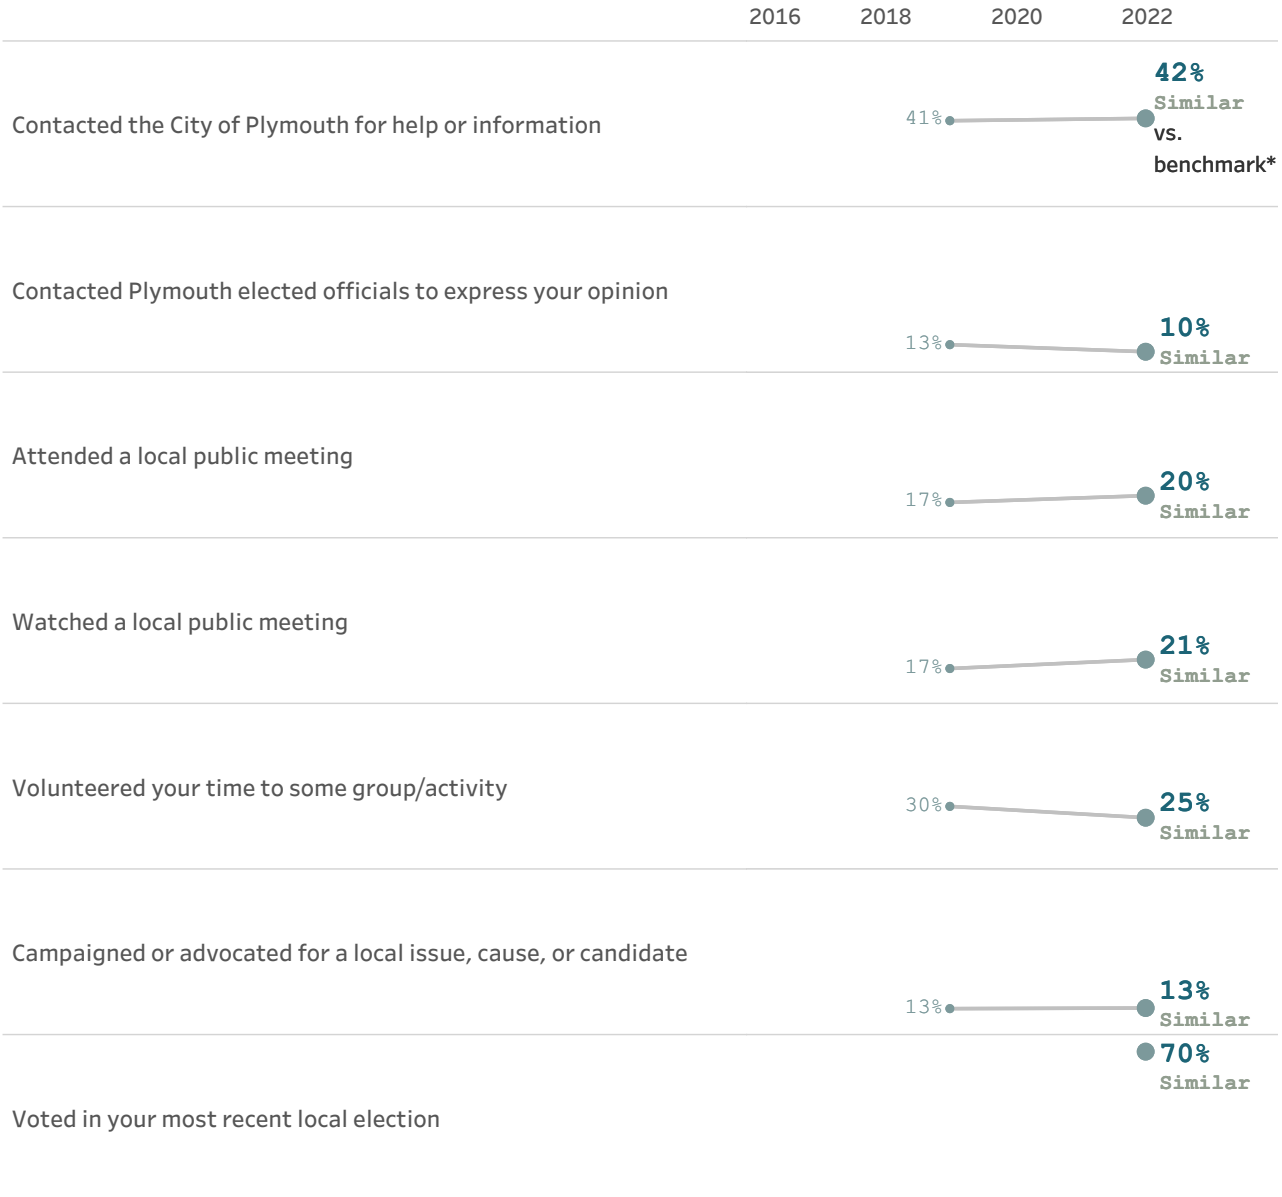 2016 2018 2020 2022
42%
Similar
Contacted the City of Plymouth for help or information 41%
vs.
benchmark*
Contacted Plymouth elected officials to express your opinion
10%
13%
Similar
Attended a local public meeting
20%
17%
Similar
Watched a local public meeting
21%
17%
Similar
Volunteered your time to some group/activity
30% 25%
Similar
Campaigned or advocated for a local issue, cause, or candidate
13%
13%
Similar
70%
Similar
Voted in your most recent local election